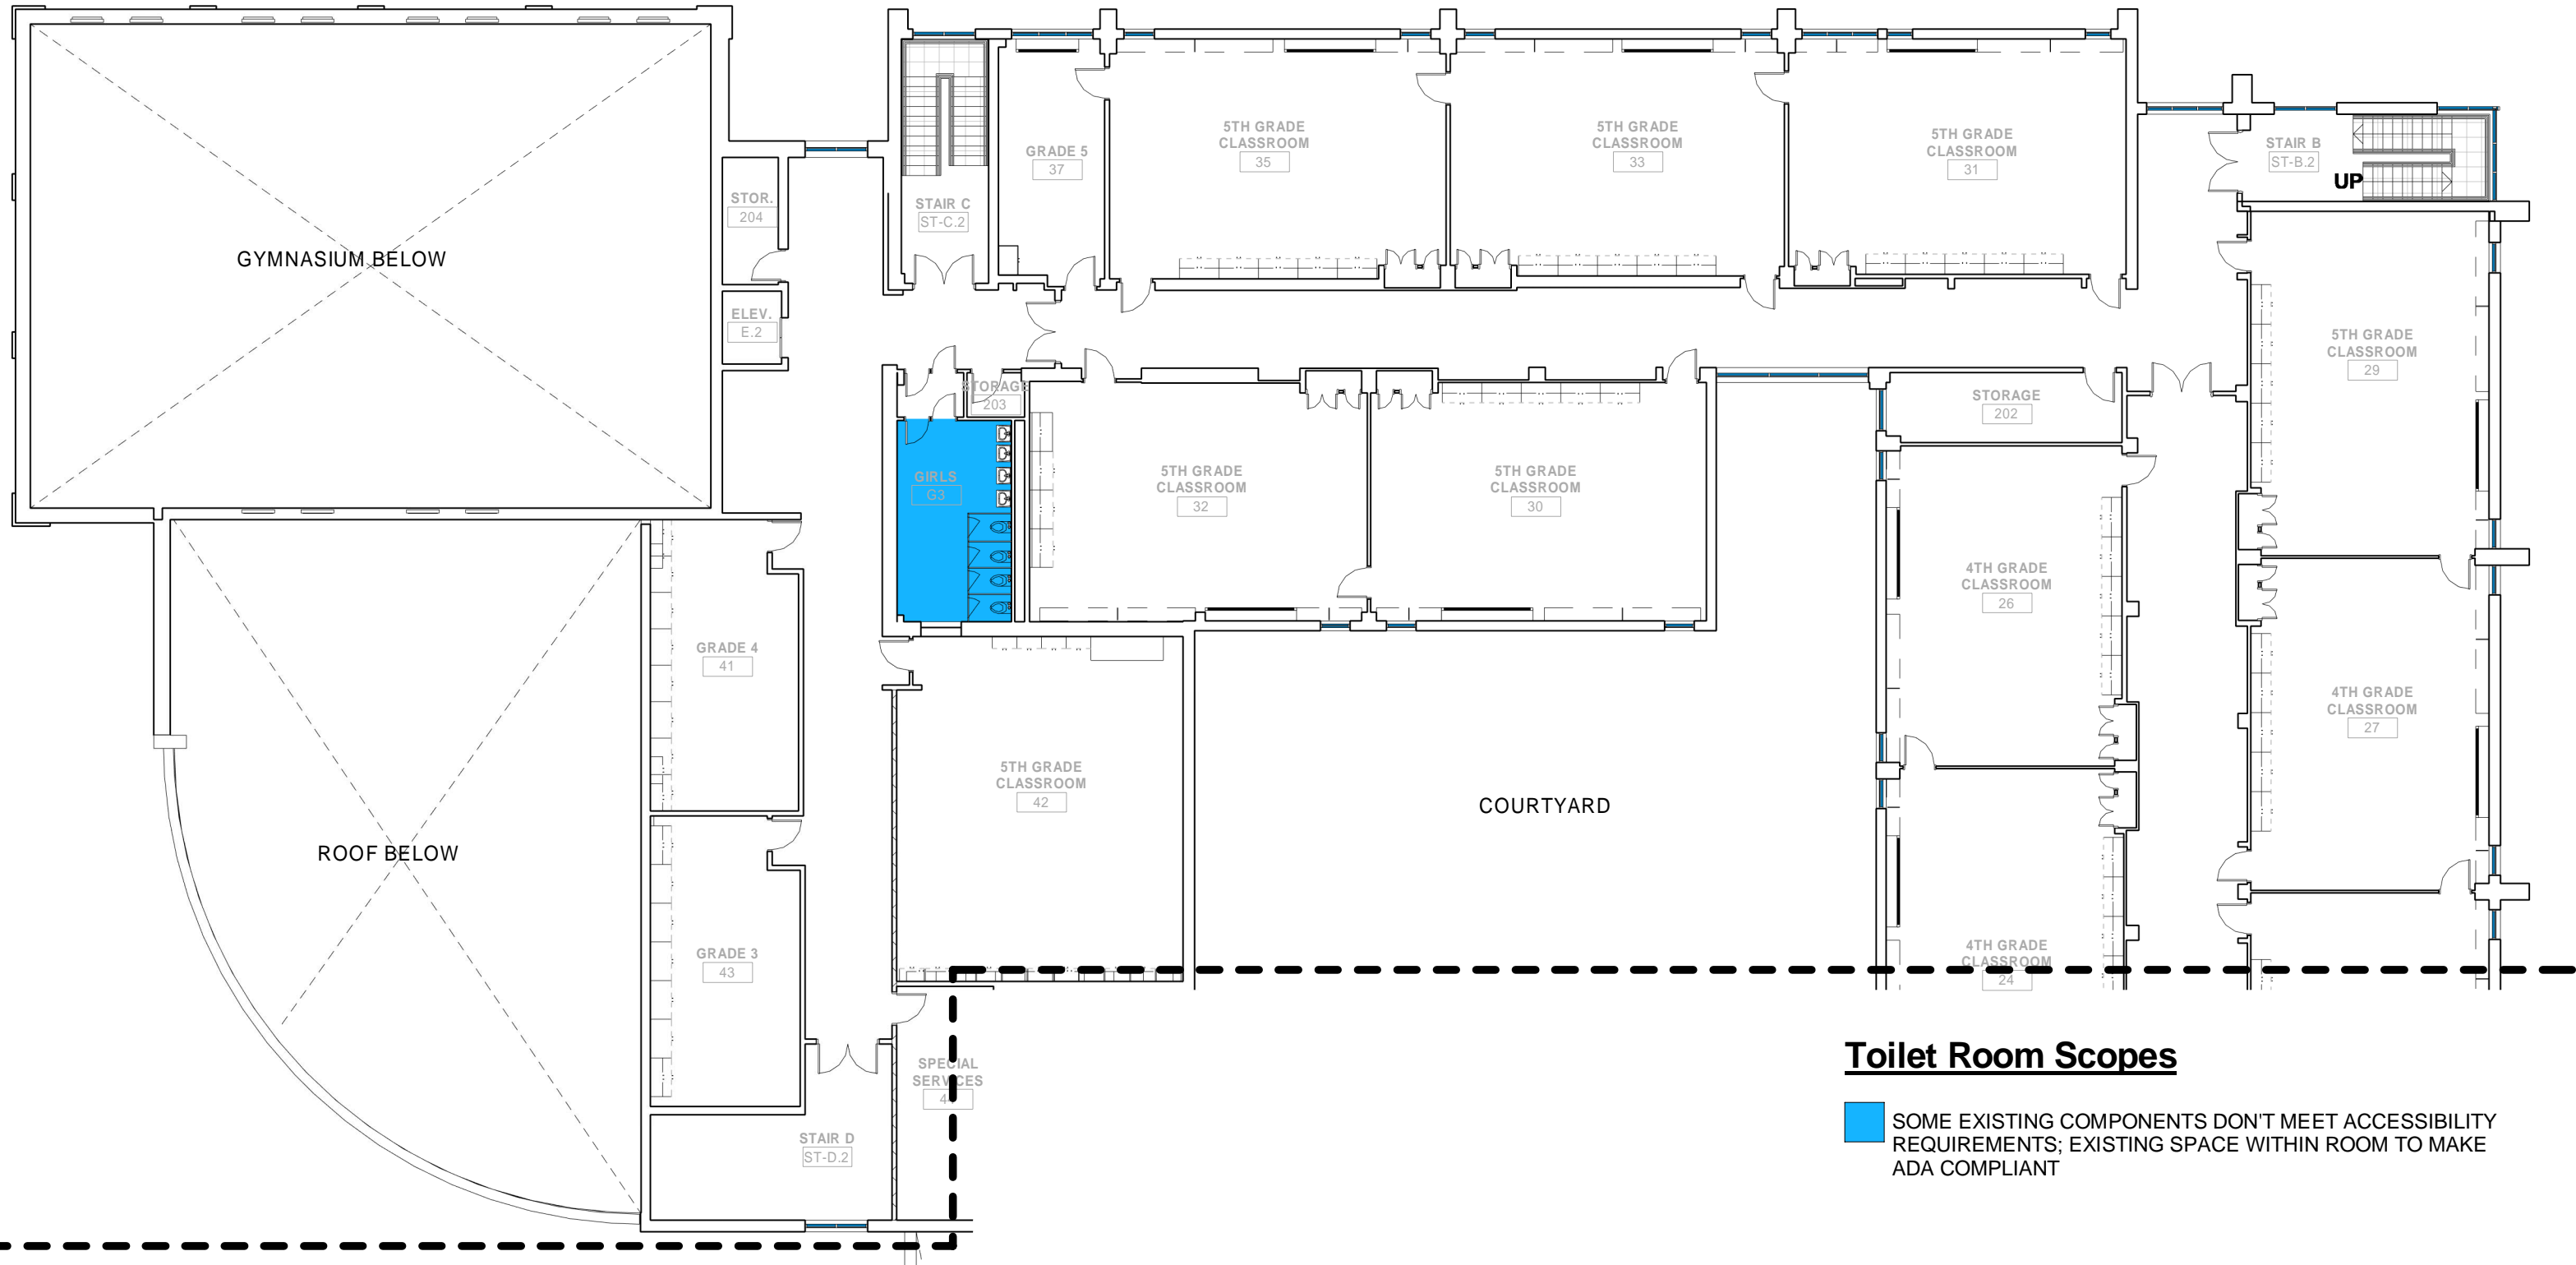 GYMNASIUM BELOW
STOR.
204
ELEV.
E.2
STAIR C
ST-C.2
GRADE 5
37
5TH GRADE
CLASSROOM
35
5TH GRADE
CLASSROOM
33
5TH GRADE
CLASSROOM
31
STAIR B
ST-B.2
UP
5TH GRADE
CLASSROOM
29
STORAGE
203
GIRLS
G3
5TH GRADE
CLASSROOM
32
5TH GRADE
CLASSROOM
30
STORAGE
202
4TH GRADE
CLASSROOM
26
4TH GRADE
CLASSROOM
27
GRADE 4
41
5TH GRADE
CLASSROOM
42
COURTYARD
ROOF BELOW
GRADE 3
43
4TH GRADE
CLASSROOM
24
SPECIAL
SERVICES
STAIR D
ST-D.2
Toilet Room Scopes
SOME EXISTING COMPONENTS DON'T MEET ACCESSIBILITY
REQUIREMENTS; EXISTING SPACE WITHIN ROOM TO MAKE
ADA COMPLIANT